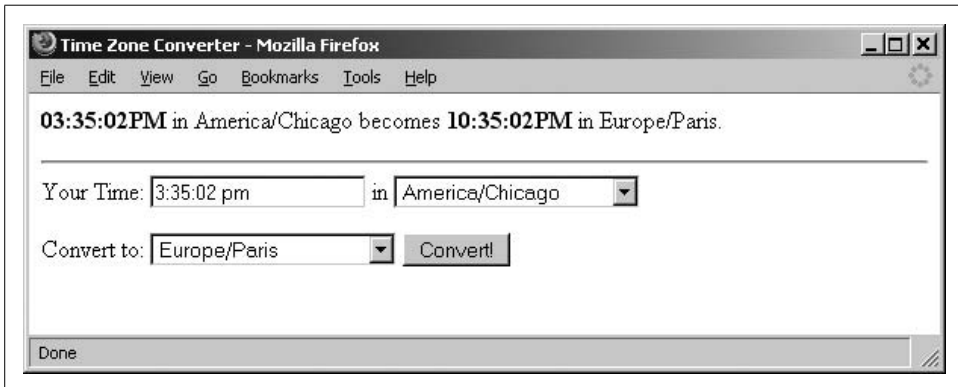 Time Zone Converter - Mozilla Firefox
File Edit View Go Bookmarks Tools Help
03:35:02PM in America/Chicago becomes 10:35:02PM in Europe/Paris.
Your Time: 3:35:02 pm in America/Chicago
Convert to: Europe/Paris Convert!
Done